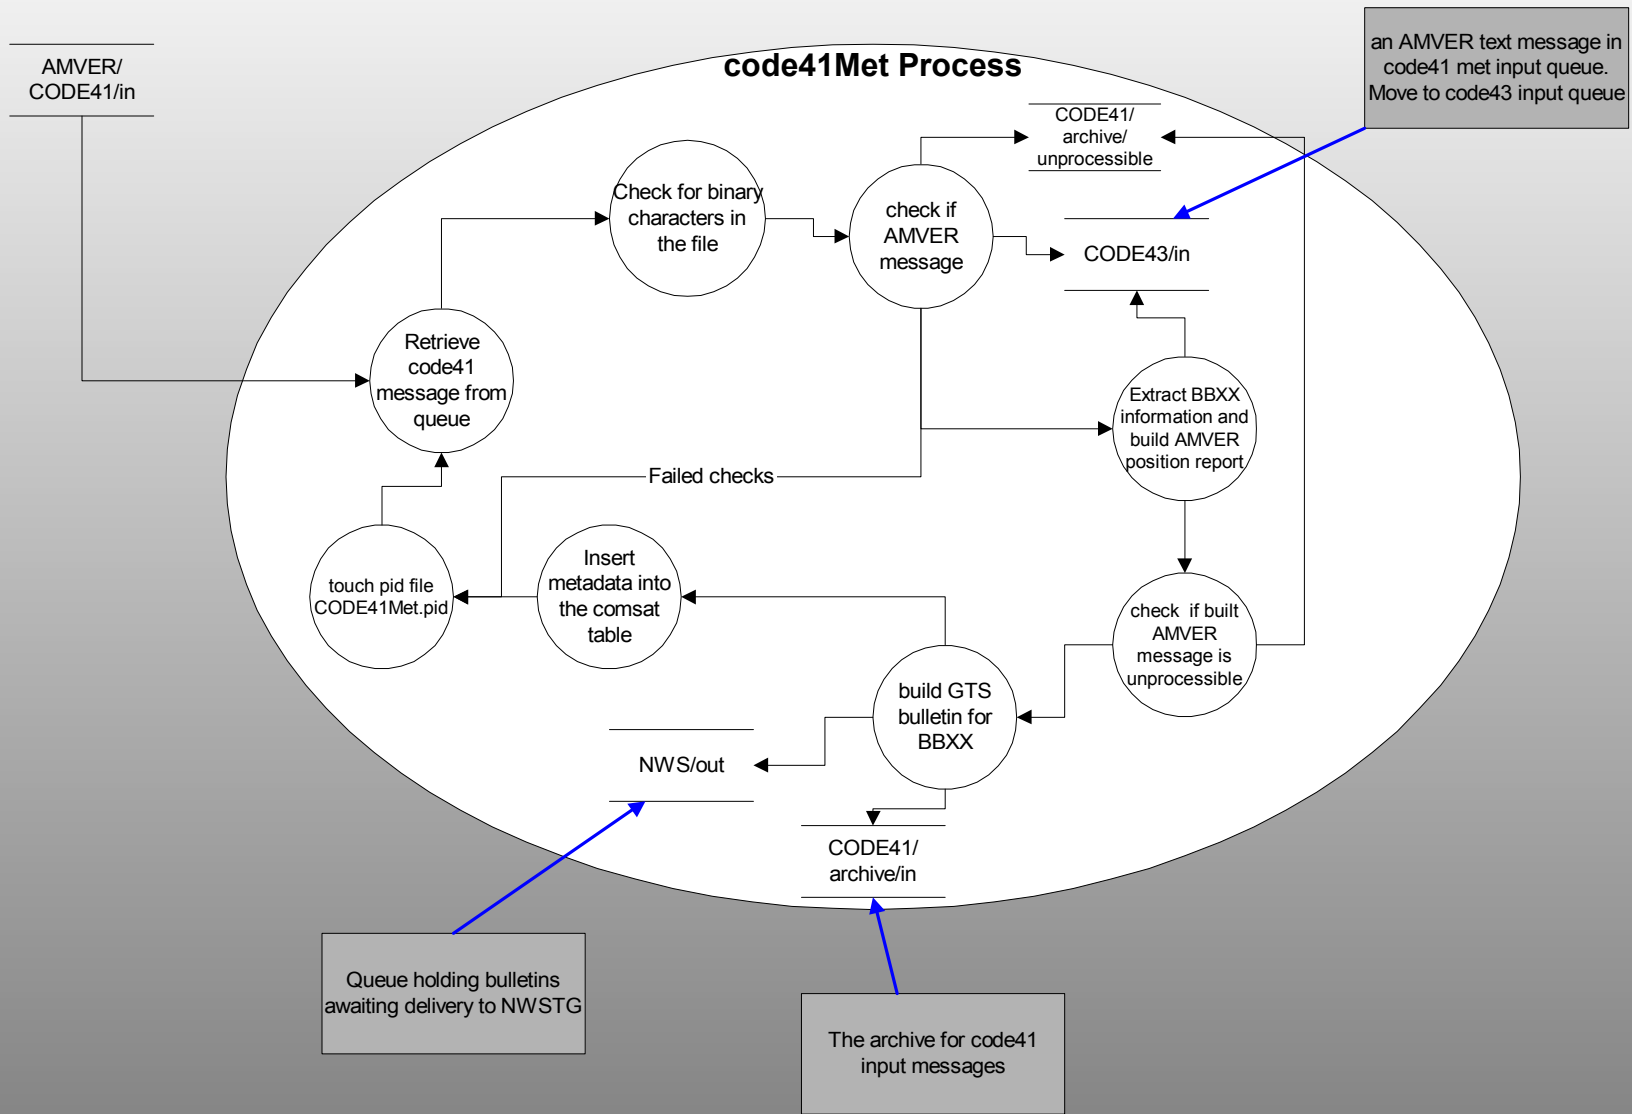 code41Met Process
AMVER/
CODE41/in
an AMVER text message in
code41 met input queue.
Move to code43 input queue
CODE41/
archive/
unprocessible
Check for binary
characters in
the file
check if
AMVER
message
CODE43/in
Retrieve
code41
message from
queue
Extract BBXX
information and
build AMVER
position report
Failed checks
touch pid file
CODE41Met.pid
Insert
metadata into
the comsat
table
check if built
AMVER
message is
unprocessible
build GTS
bulletin for
BBXX
NWS/out
CODE41/
archive/in
Queue holding bulletins
awaiting delivery to NWSTG
The archive for code41
input messages